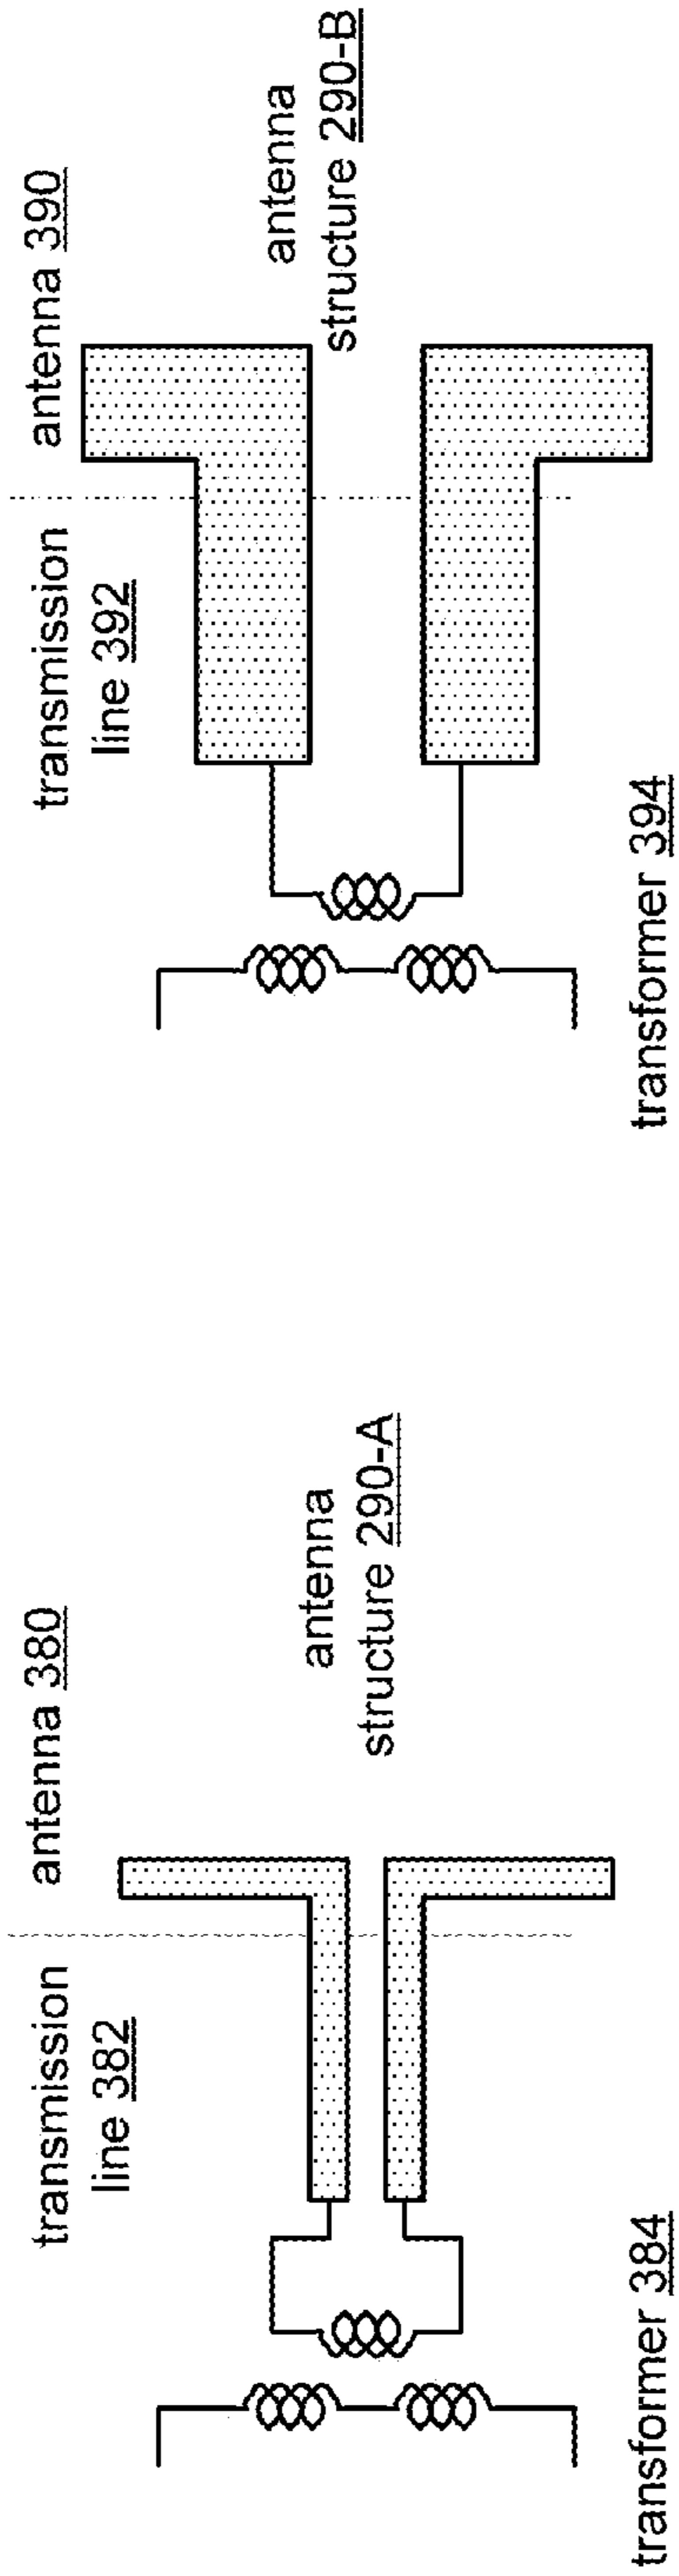 antenna 380
transmission
line 382
antenna
structure 290-A
transformer 384
antenna 390
transmission
line 392
antenna
structure 290-B
transformer 394